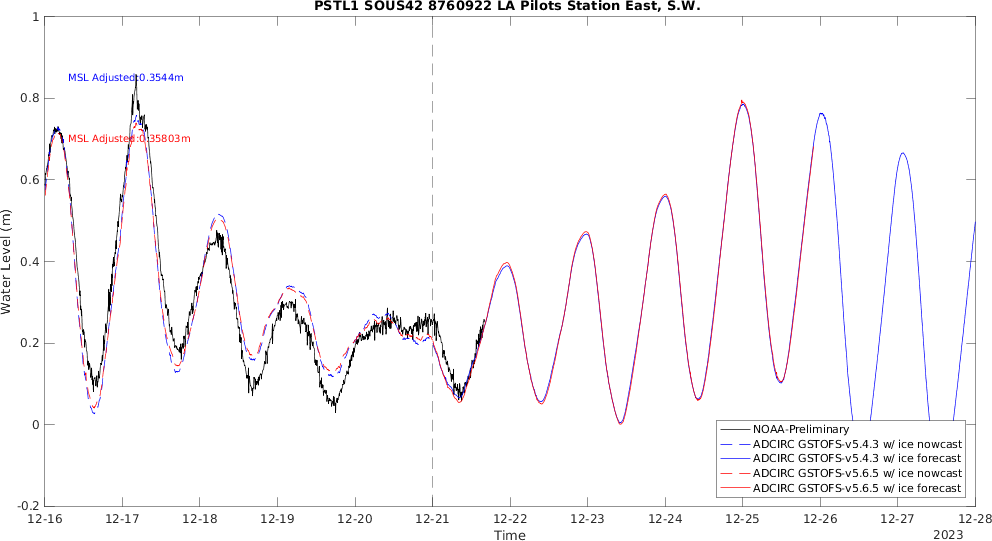 PSTL1 SOUS42 8760922 LA Pilots Station East, S.W.
1
0.8
0.6
0.4
0.2
0
-0.2
Water Level (m)
MSL Adjusted:0.3544m
MSL Adjusted:0.35803m
NOAA-Preliminary
ADCIRC GSTOFS-v5.4.3 w/ ice nowcast
ADCIRC GSTOFS-v5.4.3 w/ ice forecast
ADCIRC GSTOFS-v5.6.5 w/ ice nowcast
ADCIRC GSTOFS-v5.6.5 w/ ice forecast
12-16 12-17 12-18 12-19 12-20 12-21 12-22 12-23 12-24 12-25 12-26 12-27 12-28
Time
2023